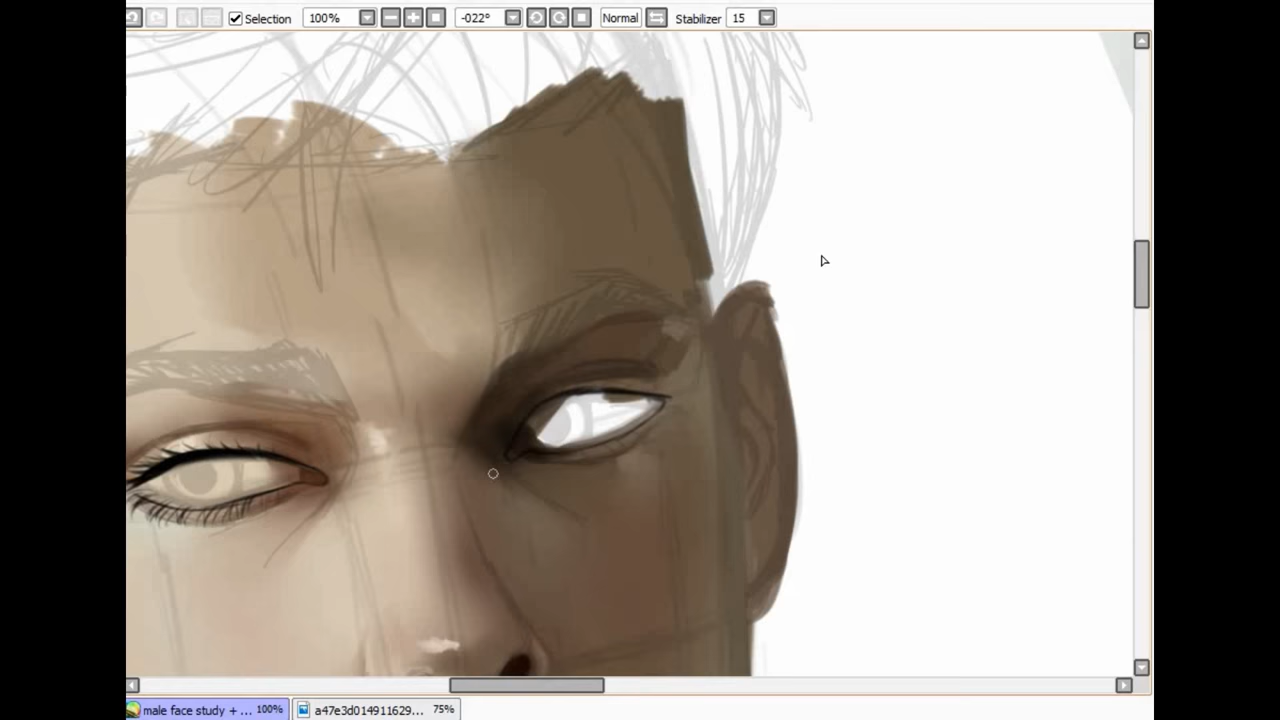 Selection 100% -022° Normal Stabilizer 15
male face study + ... 100% a47e3d014911629... 75%